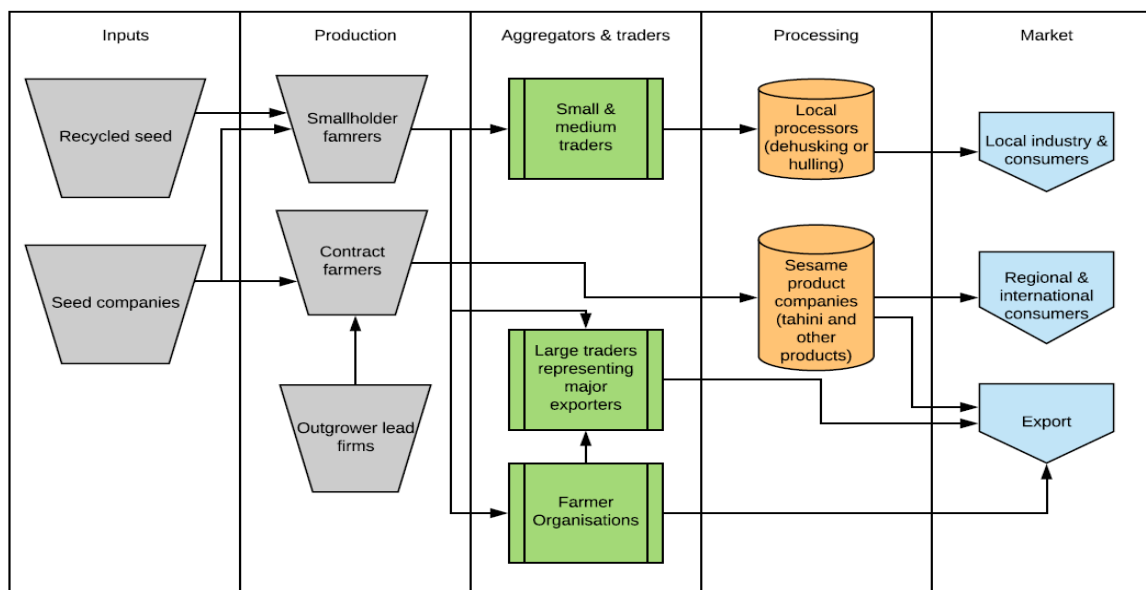 Inputs
Production
Aggregators & traders
Processing
Market
Recycled seed
Smallholder
famrers
Small &
medium
traders
Local
processors
(dehusking or
hulling)
Local industry &
consumers
Seed companies
Contract
farmers
Sesame
product
companies
(tahini and
other
products)
Regional &
international
consumers
Outgrower lead
firms
Large traders
representing
major
exporters
Export
Farmer
Organisations